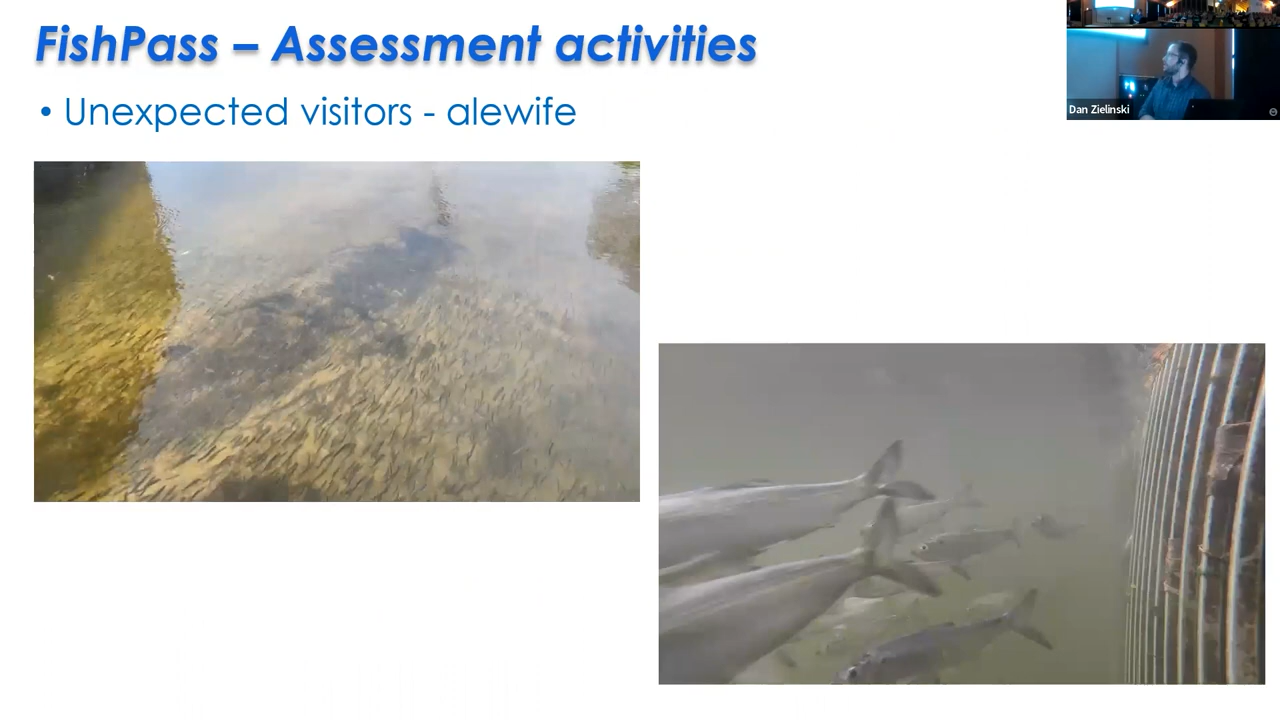 FishPass – Assessment activities
• Unexpected visitors - alewife
Dan Zielinski